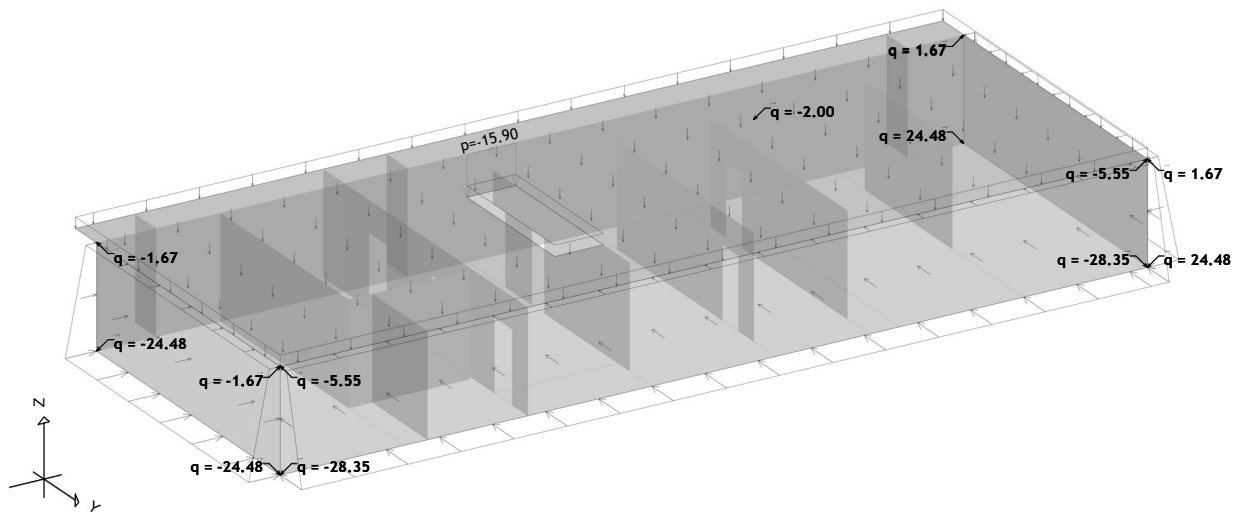 q = 1.67
q = -2.00
p=-15.90
q = 24.48
q = -5.55 q = 1.67
q = -1.67
q = -28.35 q = 24.48
q = -24.48
q = -1.67 q = -5.55
Z
q = -24.48 q = -28.35
Y